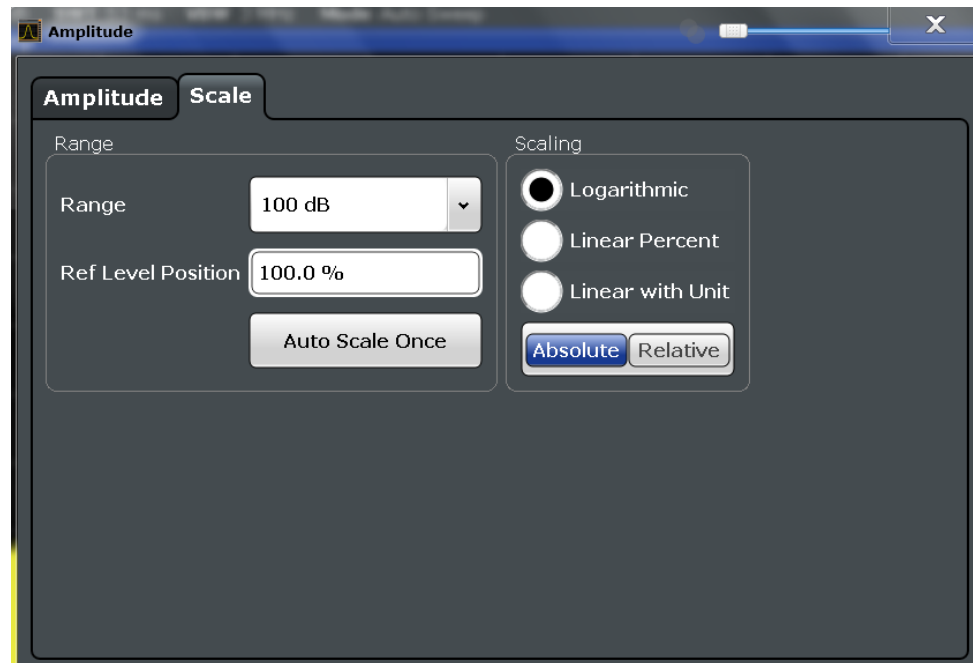 Amplitude
X
Amplitude Scale
Range
Range 100 dB
Ref Level Position 100.0 %
Auto Scale Once
Scaling
Logarithmic
Linear Percent
Linear with Unit
Absolute Relative